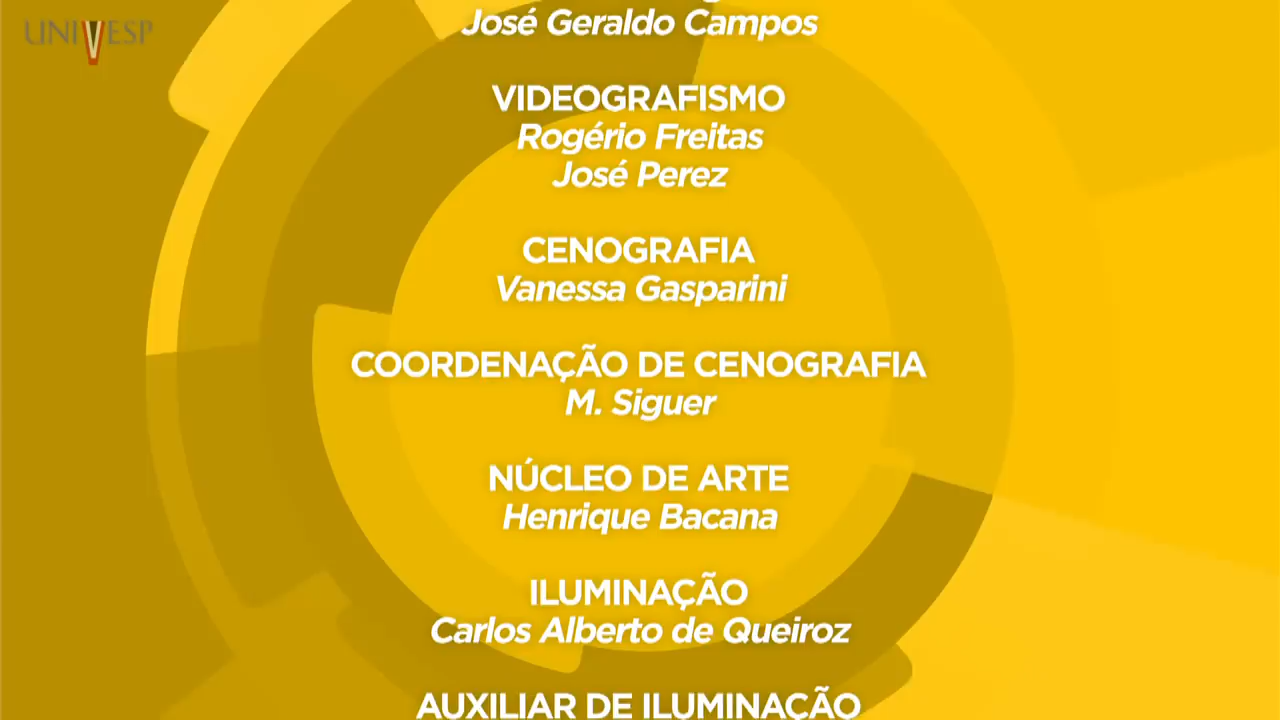 UNIVESP
José Geraldo Campos
VIDEOGRAFISMO
Rogério Freitas
José Perez
CENOGRAFIA
Vanessa Gasparini
COORDENAÇÃO DE CENOGRAFIA
M. Siguer
NÚCLEO DE ARTE
Henrique Bacana
ILUMINAÇÃO
Carlos Alberto de Queiroz
AUXILIAR DE ILUMINAÇÃO